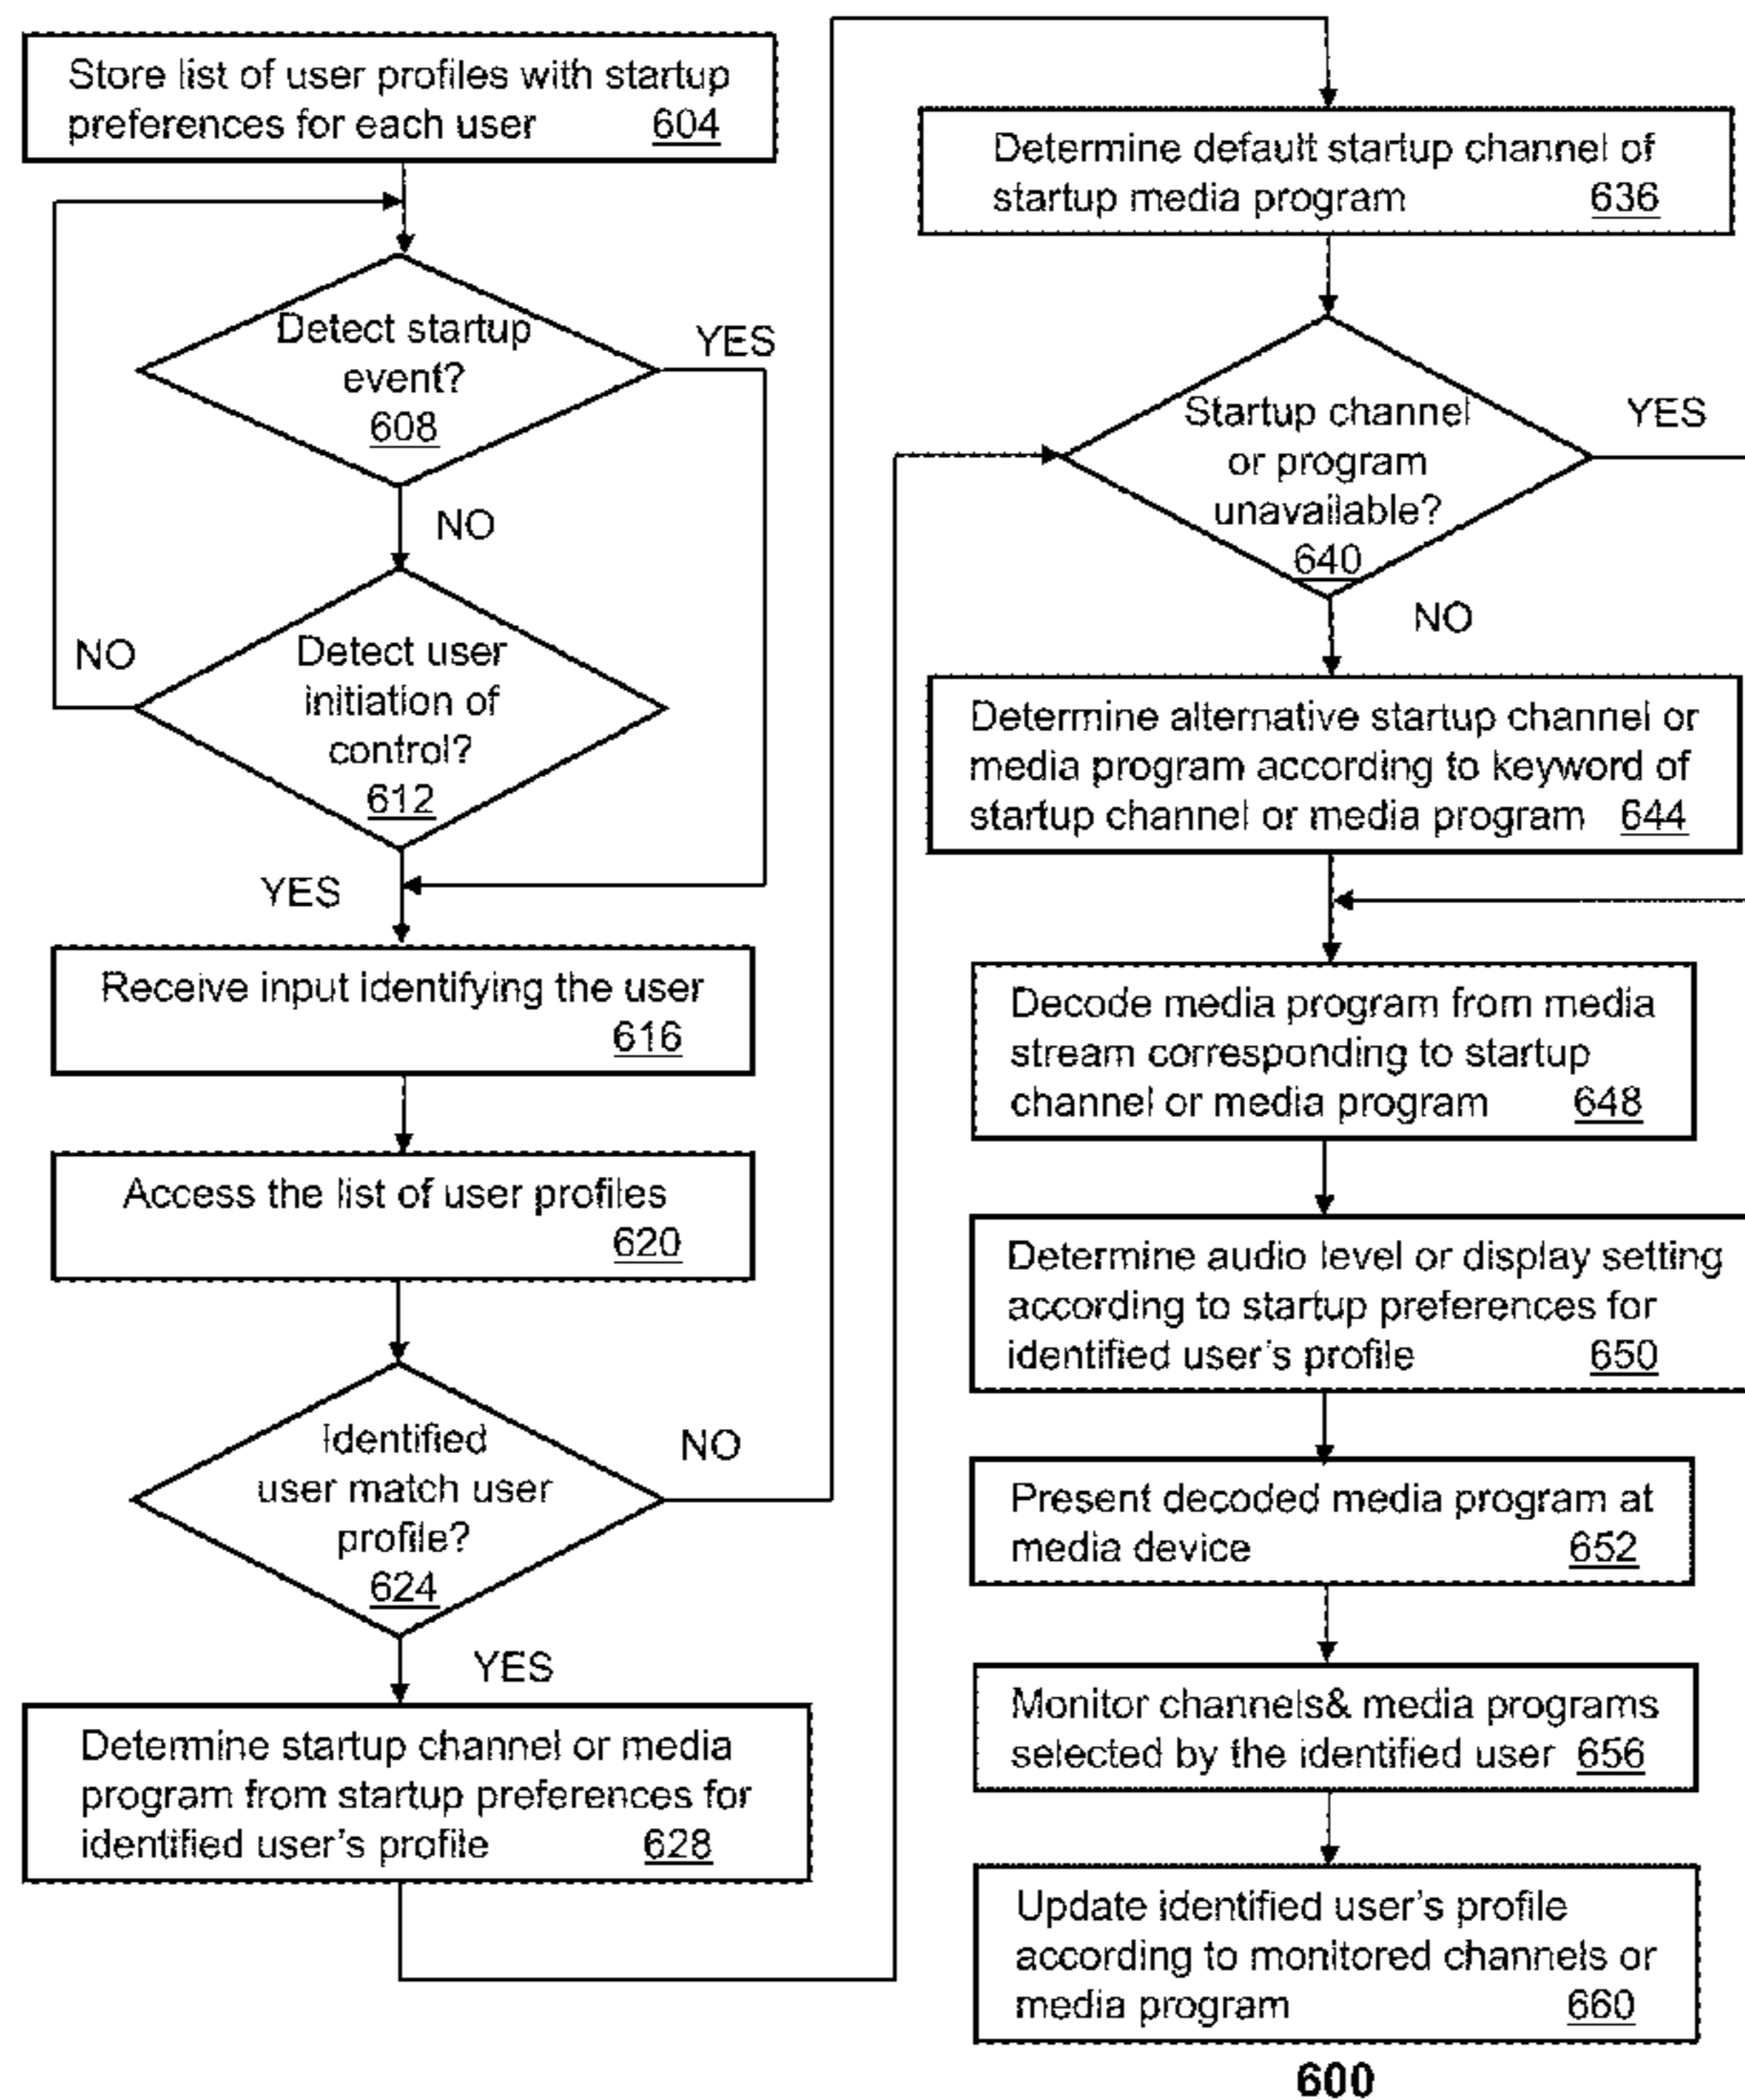 Store list of user profiles with startup
preferences for each user 604
Detect startup
event?
608
YES
NO
Detect user
initiation of
control?
612
NO
YES
Receive input identifying the user
616
Access the list of user profiles
620
Identified
user match user
profile?
624
NO
YES
Determine startup channel or media
program from startup preferences for
identified user's profile 628
Determine default startup channel of
startup media program 636
Startup channel
or program
unavailable?
640
YES
NO
Determine alternative startup channel or
media program according to keyword of
startup channel or media program 644
Decode media program from media
stream corresponding to startup
channel or media program 648
Determine audio level or display setting
according to startup preferences for
identified user's profile 650
Present decoded media program at
media device 652
Monitor channels& media programs
selected by the identified user 656
Update identified user's profile
according to monitored channels or
media program 660
600